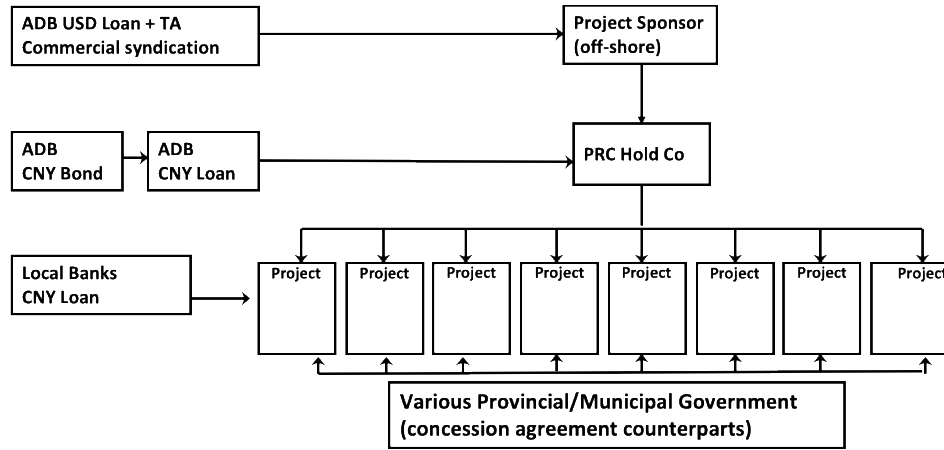 ADB USD Loan + TA
Commercial syndication
Project Sponsor
(off-shore)
ADB
CNY Bond
ADB
CNY Loan
PRC Hold Co
Local Banks
CNY Loan
Project
Project
Project
Project
Project
Project
Project
Project
Various Provincial/Municipal Government
(concession agreement counterparts)